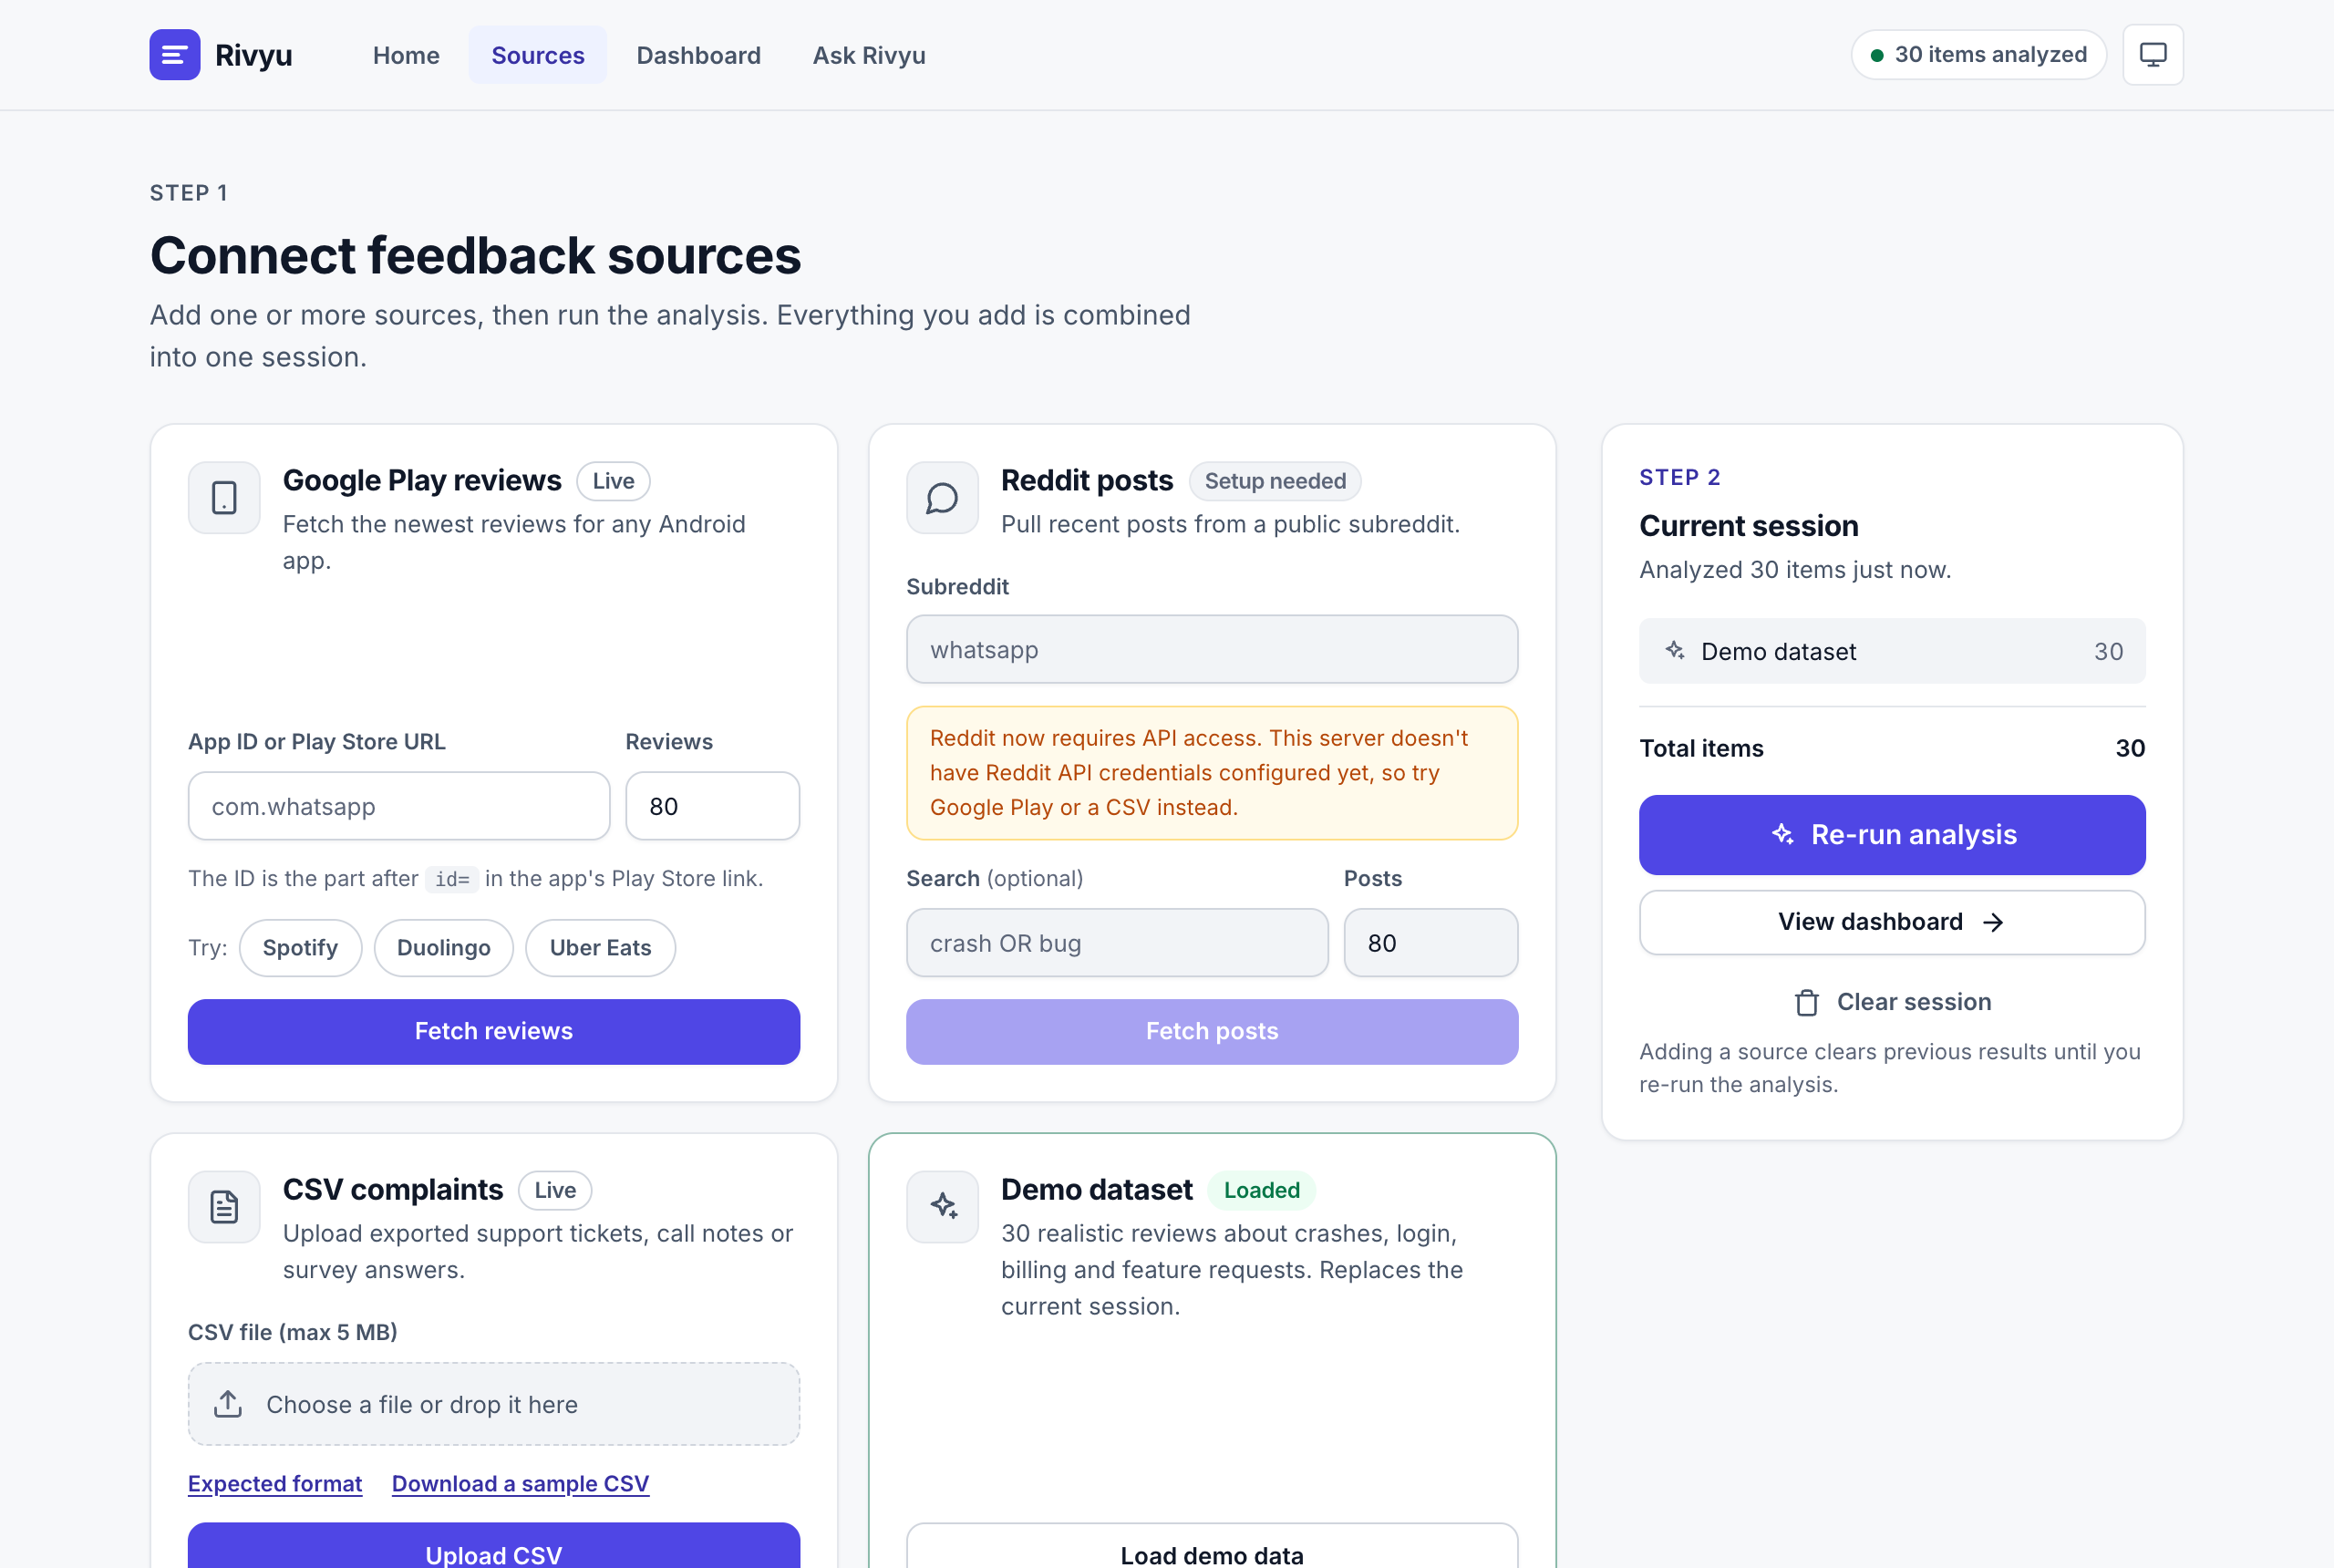 Rivyu
Home
Sources
Dashboard
Ask Rivyu
30 items analyzed
STEP 1
Connect feedback sources
Add one or more sources, then run the analysis. Everything you add is combined
into one session.
Google Play reviews
Live
Fetch the newest reviews for any Android
app.
App ID or Play Store URL
Reviews
com.whatsapp
80
The ID is the part after id= in the app's Play Store link.
Try:
Spotify
Duolingo
Uber Eats
Fetch reviews
Reddit posts
Setup needed
Pull recent posts from a public subreddit.
Subreddit
whatsapp
Reddit now requires API access. This server doesn't
have Reddit API credentials configured yet, so try
Google Play or a CSV instead.
Search (optional)
Posts
crash OR bug
80
Fetch posts
STEP 2
Current session
Analyzed 30 items just now.
Demo dataset
30
Total items
30
Re-run analysis
View dashboard
Clear session
Adding a source clears previous results until you
re-run the analysis.
CSV complaints
Live
Upload exported support tickets, call notes or
survey answers.
CSV file (max 5 MB)
Choose a file or drop it here
Expected format
Download a sample CSV
Upload CSV
Demo dataset
Loaded
30 realistic reviews about crashes, login,
billing and feature requests. Replaces the
current session.
Load demo data